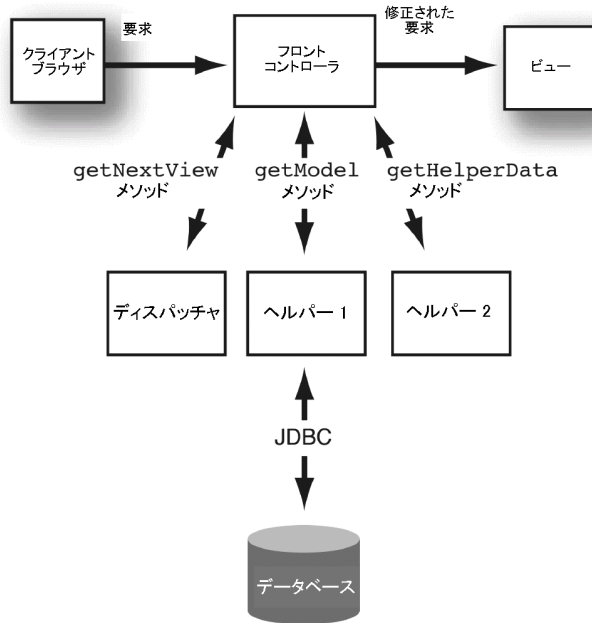 クライアント
ブラウザ
要求
フロント
コントローラ
修正された
要求
ビュー
getNextView
メソッド
getModel
メソッド
getHelperData
メソッド
ディスパッチャ
ヘルパー 1
ヘルパー 2
JDBC
データベース